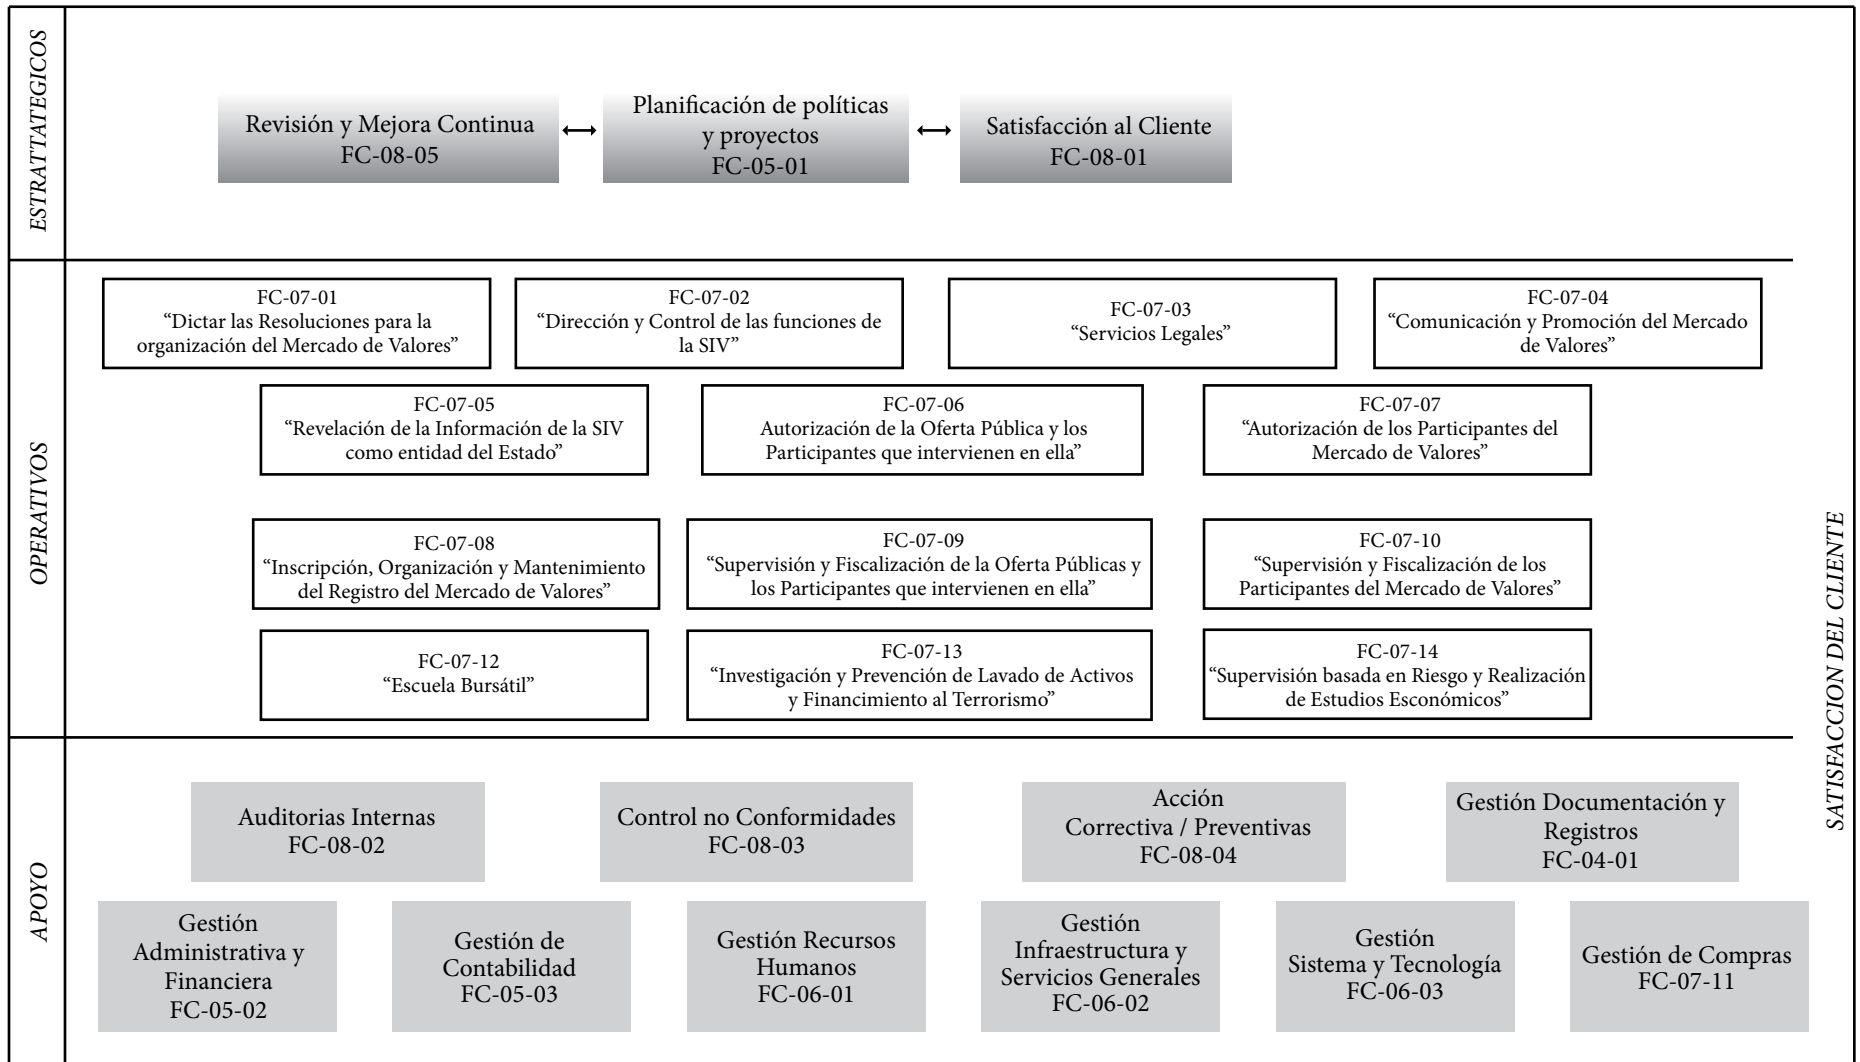 ESTRATTATEGICOS
Revisión y Mejora Continua
FC-08-05
Planificación de políticas
y proyectos
FC-05-01
Satisfacción al Cliente
FC-08-01
OPERATIVOS
FC-07-01
“Dictar las Resoluciones para la
organización del Mercado de Valores”
FC-07-02
“Dirección y Control de las funciones de
la SIV”
FC-07-03
“Servicios Legales”
FC-07-04
“Comunicación y Promoción del Mercado
de Valores”
FC-07-05
“Revelación de la Información de la SIV
como entidad del Estado”
FC-07-06
Autorización de la Oferta Pública y los
Participantes que intervienen en ella”
FC-07-07
“Autorización de los Participantes del
Mercado de Valores”
FC-07-08
“Inscripción, Organización y Mantenimiento
del Registro del Mercado de Valores”
FC-07-09
“Supervisión y Fiscalización de la Oferta Públicas y
los Participantes que intervienen en ella”
FC-07-10
“Supervisión y Fiscalización de los
Participantes del Mercado de Valores”
FC-07-12
“Escuela Bursátil”
FC-07-13
“Investigación y Prevención de Lavado de Activos
y Financimiento al Terrorismo”
FC-07-14
“Supervisión basada en Riesgo y Realización
de Estudios Esconómicos”
APOYO
Auditorias Internas
FC-08-02
Control no Conformidades
FC-08-03
Acción
Correctiva / Preventivas
FC-08-04
Gestión Documentación y
Registros
FC-04-01
Gestión
Administrativa y
Financiera
FC-05-02
Gestión de
Contabilidad
FC-05-03
Gestión Recursos
Humanos
FC-06-01
Gestión
Infraestructura y
Servicios Generales
FC-06-02
Gestión
Sistema y Tecnología
FC-06-03
Gestión de Compras
FC-07-11
SATISFACCION DEL CLIENTE